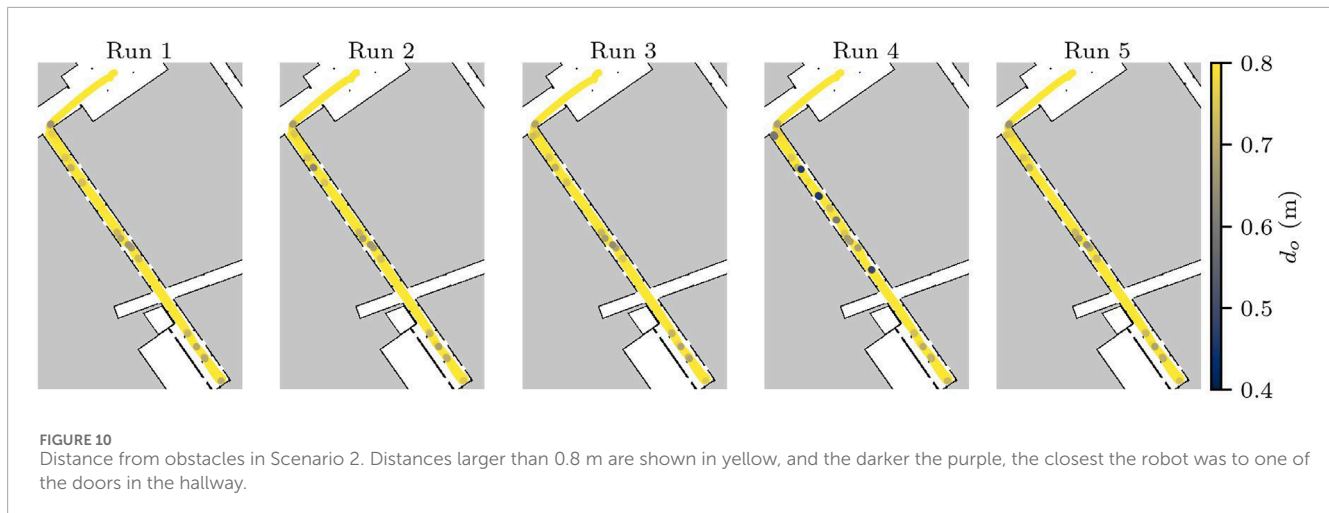 Run 1
Run 2
Run 3
Run 4
Run 5
0.8
0.7
0.6
0.5
0.4
d_o (m)
FIGURE 10
Distance from obstacles in Scenario 2. Distances larger than 0.8 m are shown in yellow, and the darker the purple, the closest the robot was to one of
the doors in the hallway.